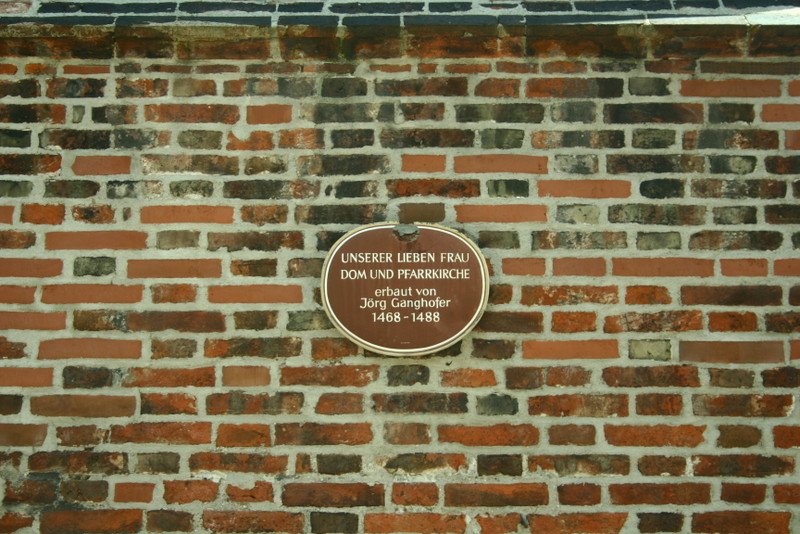 UNSERER LIEBEN FRAU
DOM UND PFARRKIRCHE
erbaut von
Jörg Ganghofer
1468-1488